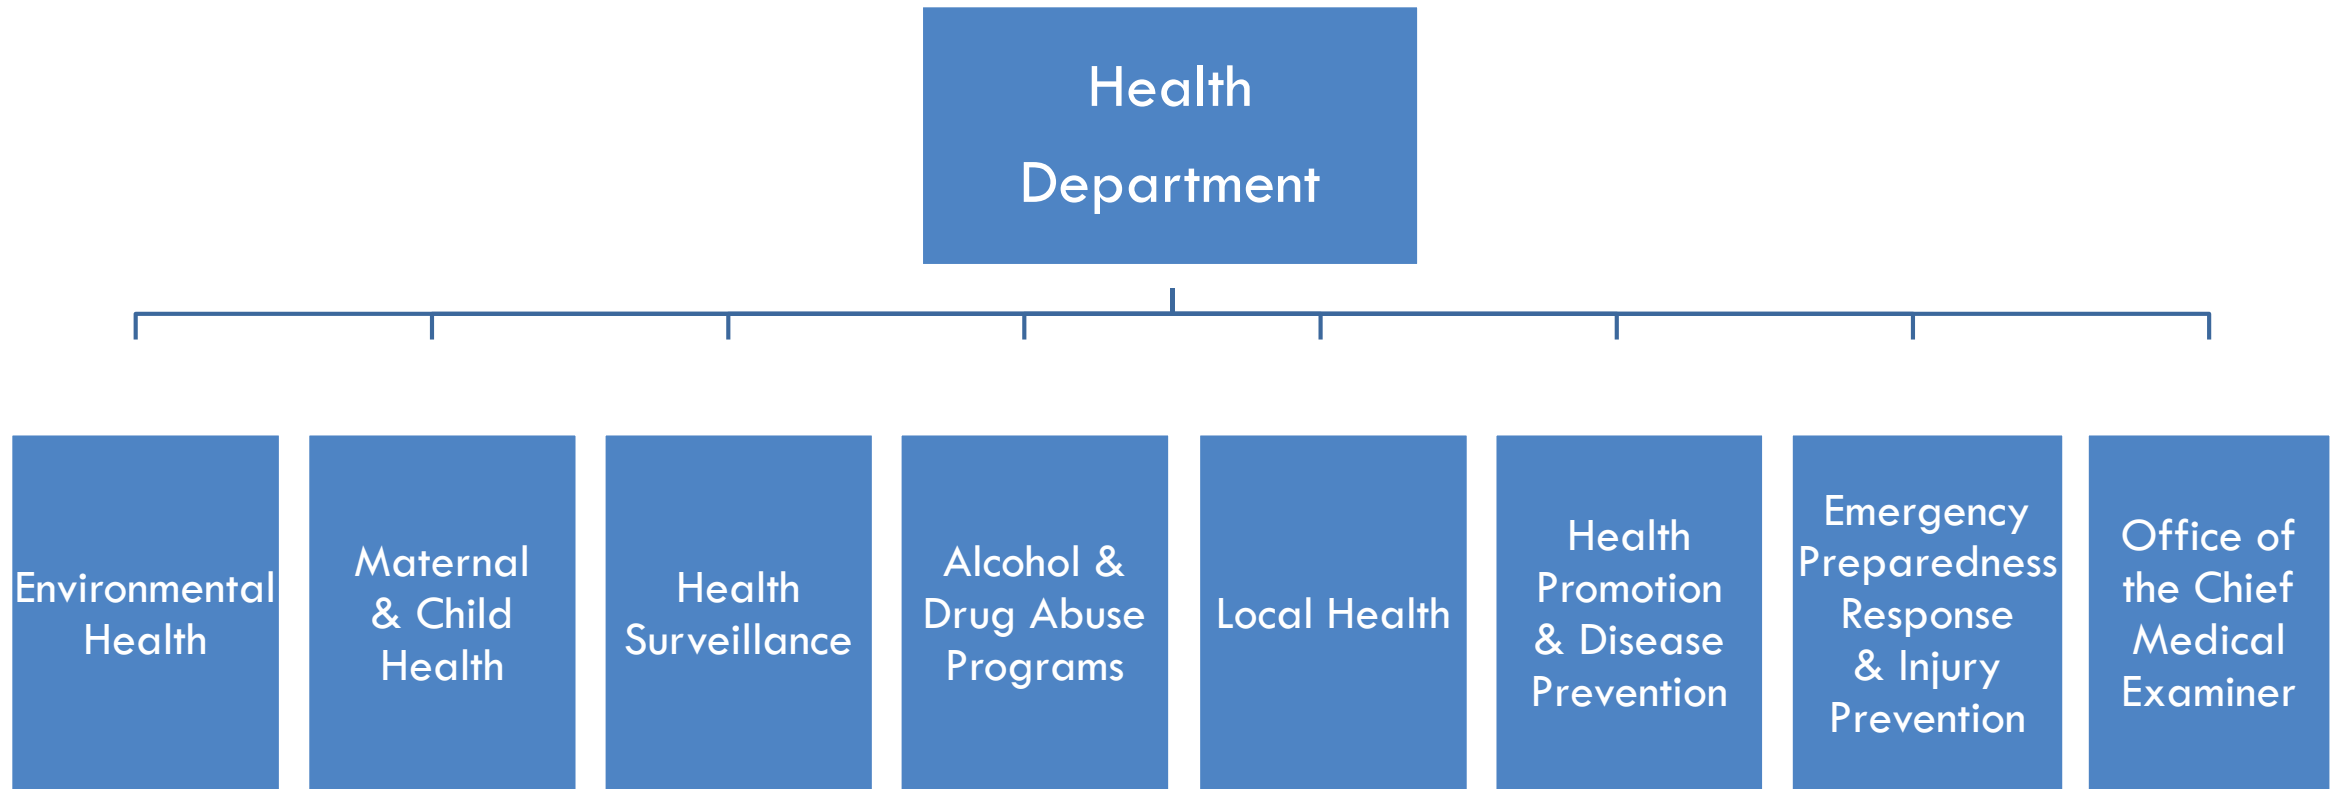 Health
Department
Environmental
Health
Maternal
& Child
Health
Health
Surveillance
Alcohol &
Drug Abuse
Programs
Local Health
Health
Promotion
& Disease
Prevention
Emergency
Preparedness
Response
& Injury
Prevention
Office of
the Chief
Medical
Examiner